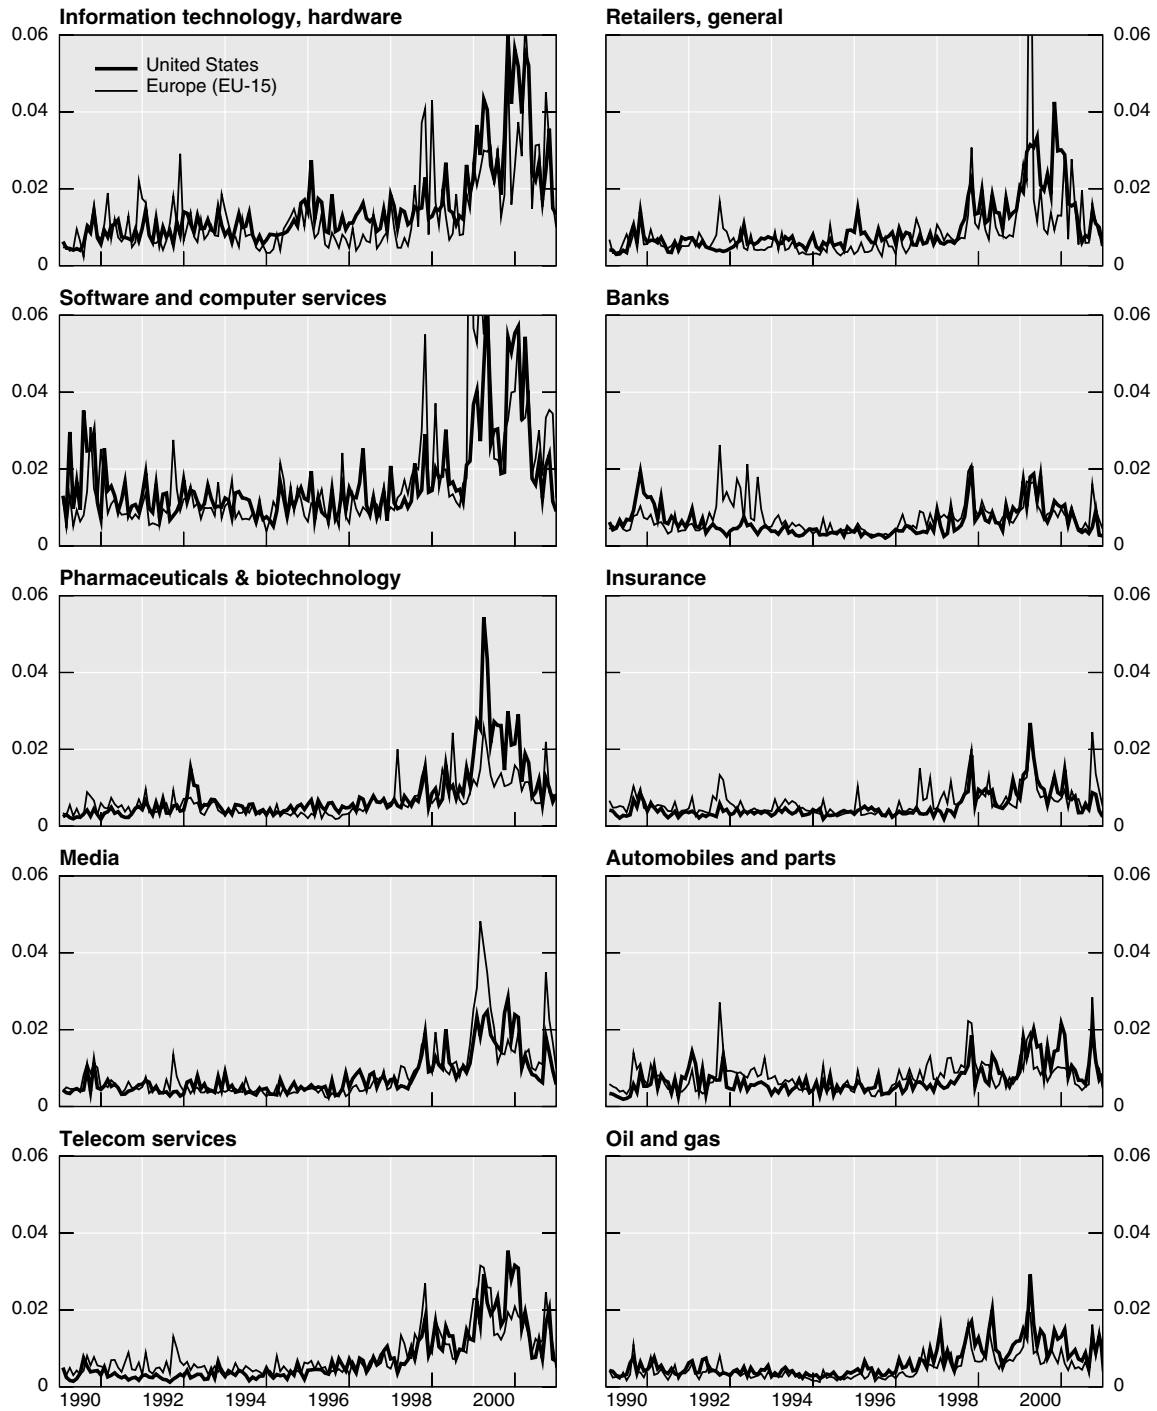 Information technology, hardware
0.06
0.04
0.02
0
United States
Europe (EU-15)
Retailers, general
0.06
0.04
0.02
0
Software and computer services
0.06
0.04
0.02
0
Banks
0.06
0.04
0.02
0
Pharmaceuticals & biotechnology
0.06
0.04
0.02
0
Insurance
0.06
0.04
0.02
0
Media
0.06
0.04
0.02
0
Automobiles and parts
0.06
0.04
0.02
0
Telecom services
0.06
0.04
0.02
0
1990 1992 1994 1996 1998 2000
Oil and gas
0.06
0.04
0.02
0
1990 1992 1994 1996 1998 2000